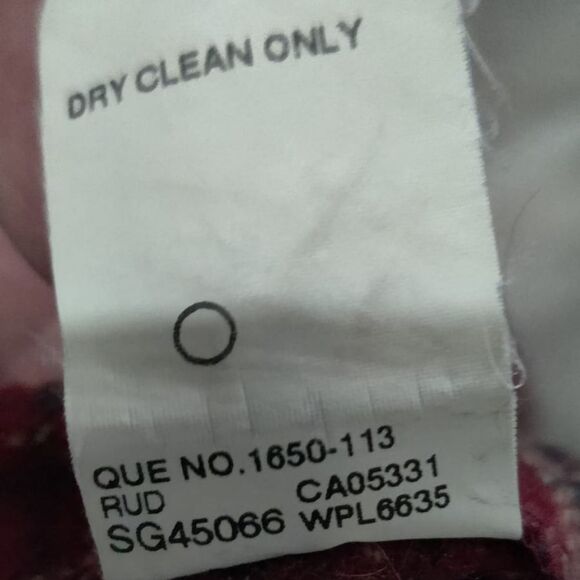 DRY CLEAN ONLY
QUE NO.1650-113
RUD CA05331
SG45066 WPL6635